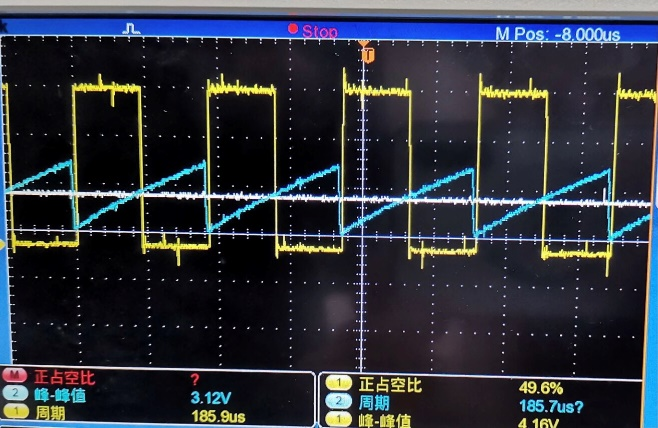 Stop
M Pos: -8.000us
T
M 正占空比 ?
2 峰-峰值 3.12V
1 周期 185.9us
1 正占空比 49.6%
2 周期 185.7us?
1 峰-峰值 4.16V